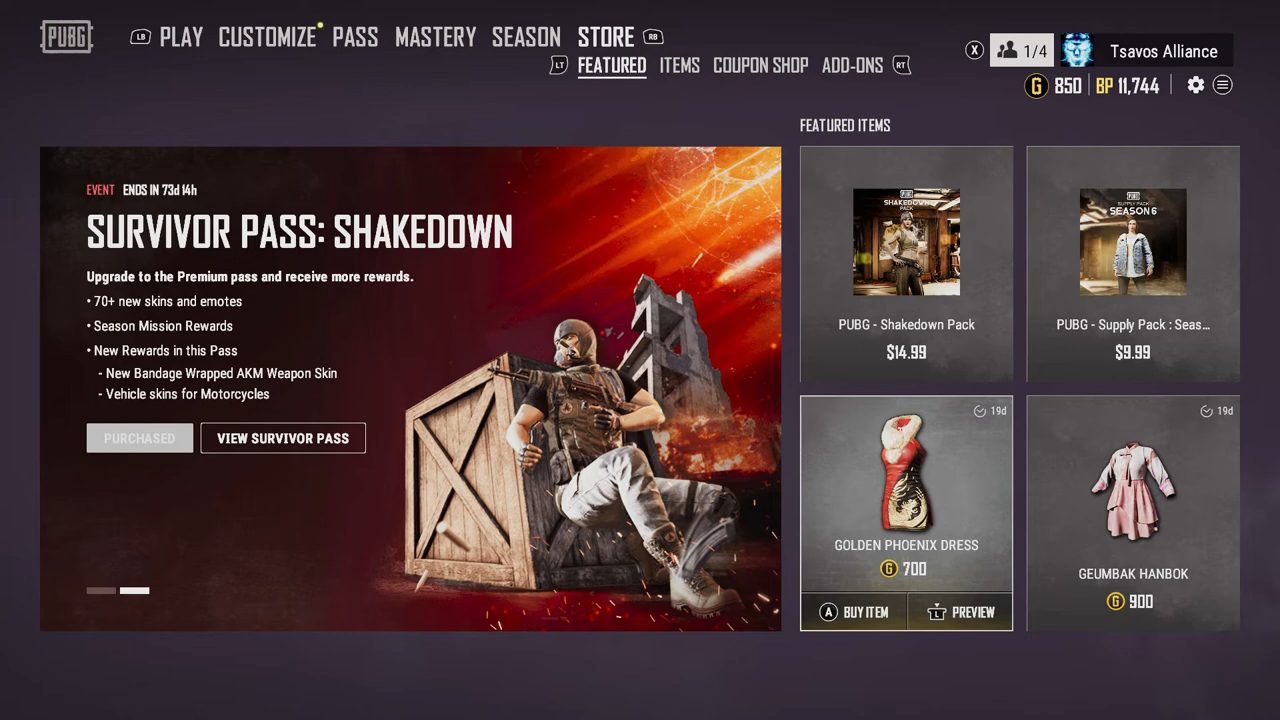 PUBG
LB PLAY CUSTOMIZE PASS MASTERY SEASON STORE RB
LT FEATURED ITEMS COUPON SHOP ADD-ONS RT
X 1/4 Tsavos Alliance
G 850 BP 11,744
FEATURED ITEMS
EVENT ENDS IN 73d 14h
SURVIVOR PASS: SHAKEDOWN
Upgrade to the Premium pass and receive more rewards.
• 70+ new skins and emotes
• Season Mission Rewards
• New Rewards in this Pass
- New Bandage Wrapped AKM Weapon Skin
- Vehicle skins for Motorcycles
PURCHASED VIEW SURVIVOR PASS
PUBG
SHAKEDOWN
PACK
PUBG - Shakedown Pack
$14.99
PUBG
SUPPLY PACK
SEASON 6
PUBG - Supply Pack : Seas...
$9.99
19d
GOLDEN PHOENIX DRESS
G 700
A BUY ITEM L PREVIEW
19d
GEUMBAK HANBOK
G 900